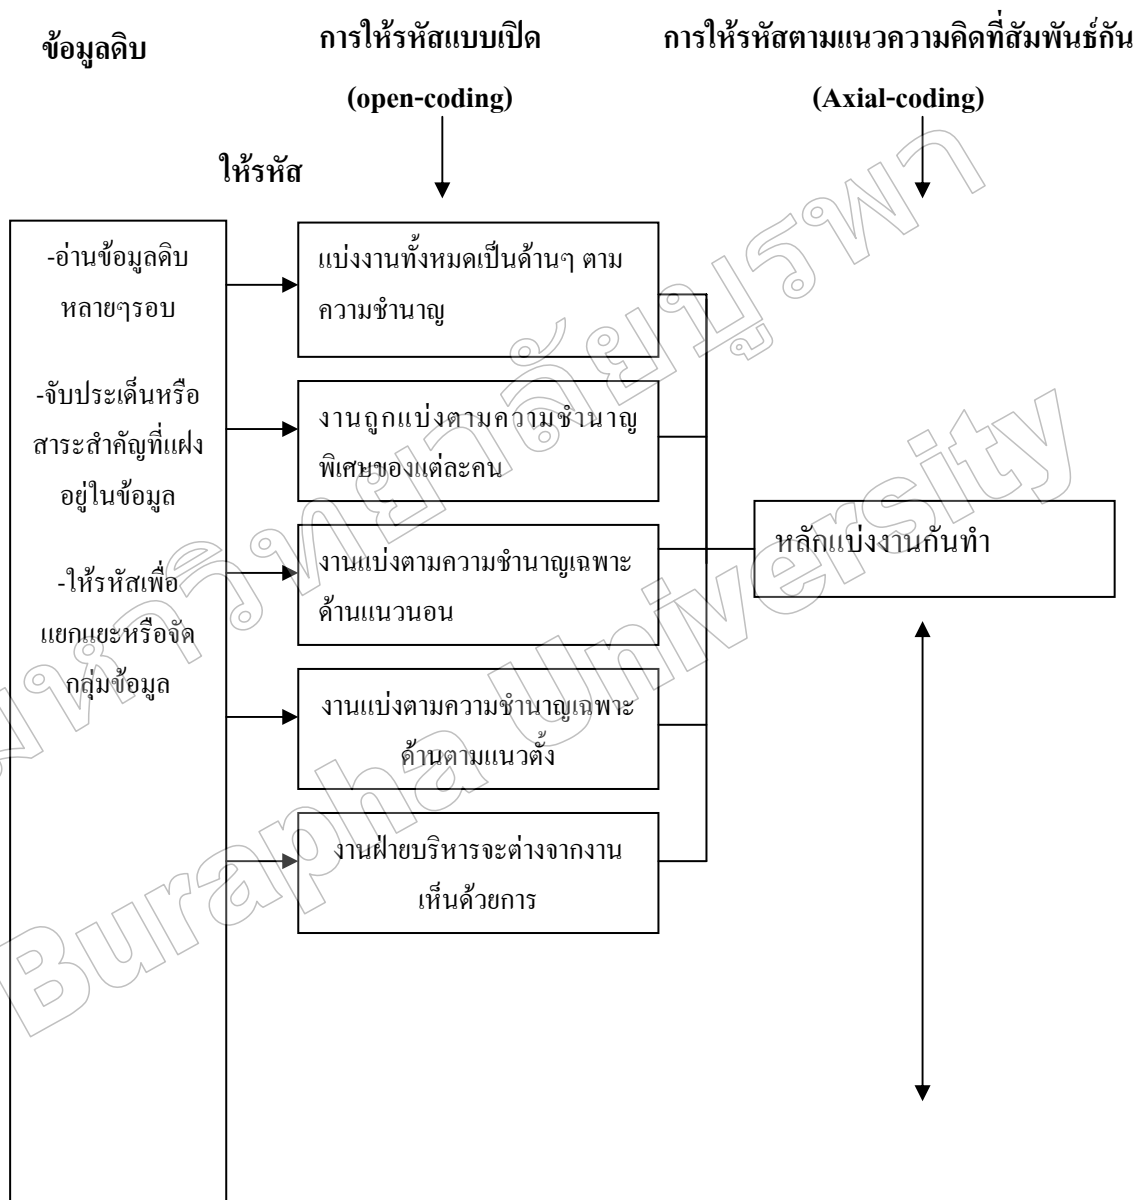 ข้อมูลดิบ
การให้รหัสแบบเปิด
(open-coding)
การให้รหัสตามแนวความคิดที่สัมพันธ์กัน
(Axial-coding)
ให้รหัส
-อ่านข้อมูลดิบ
หลายๆรอบ
-จับประเด็นหรือ
สาระสำคัญที่แฝง
อยู่ในข้อมูล
-ให้รหัสเพื่อ
แยกแยะหรือจัด
กลุ่มข้อมูล
แบ่งงานทั้งหมดเป็นด้านๆ ตาม
ความชำนาญ
งานถูกแบ่งตามความชำนาญ
พิเศษของแต่ละคน
งานแบ่งตามความชำนาญเฉพาะ
ด้านแนวนอน
งานแบ่งตามความชำนาญเฉพาะ
ด้านตามแนวตั้ง
งานฝ่ายบริหารจะต่างจากงาน
เห็นด้วยการ
หลักแบ่งงานกันทำ
มหาวิทยาลัยบูรพา
Burapha University